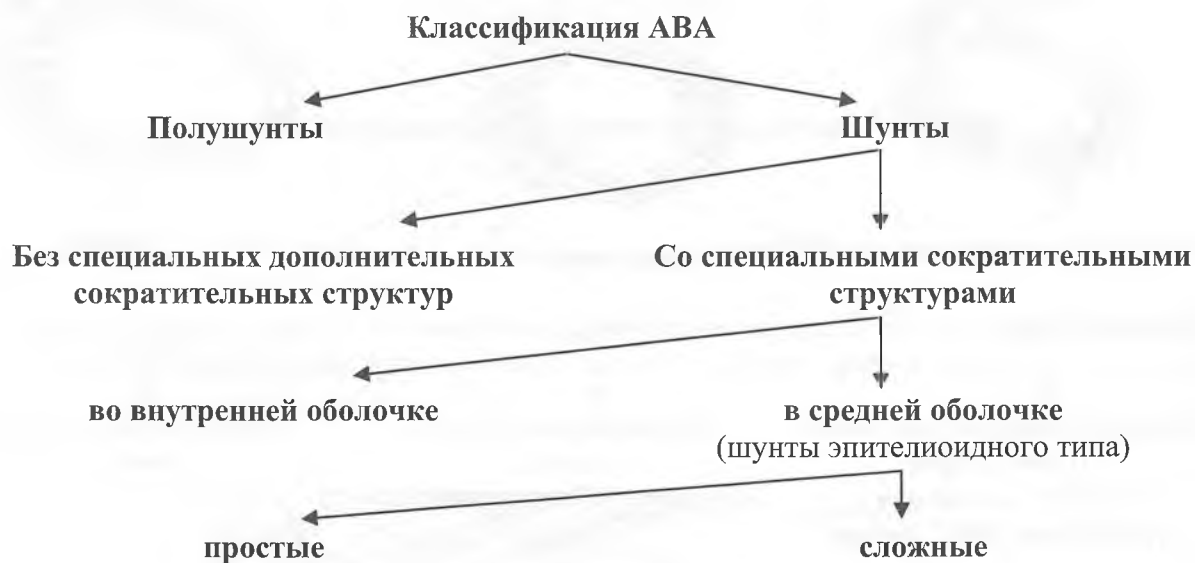 Классификация АВА
Полушунты Шунты
Без специальных дополнительных
сократительных структур
Со специальными сократительными
структурами
во внутренней оболочке
в средней оболочке
(шунты эпителиоидного типа)
простые сложные